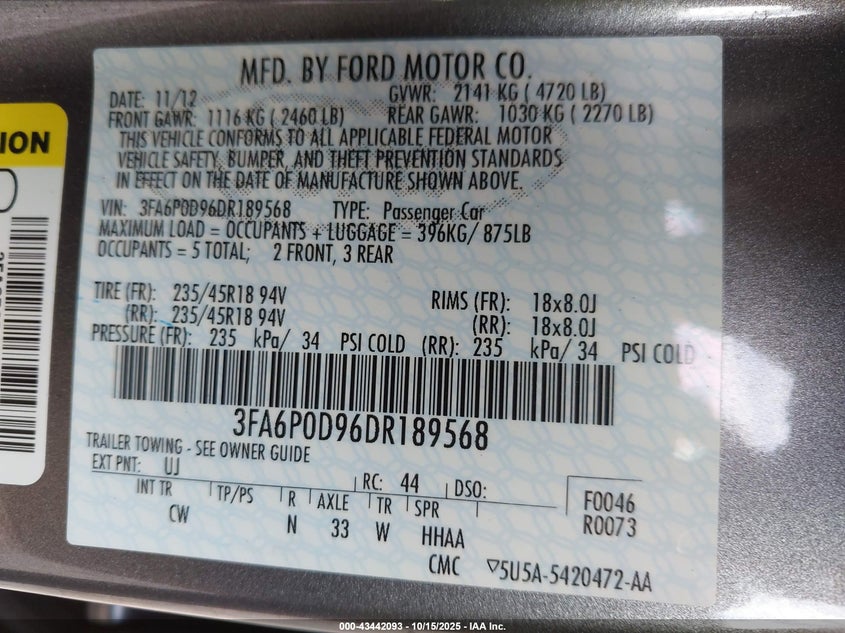 MFD. BY FORD MOTOR CO.
DATE: 11/12 GVWR: 2141 KG ( 4720 LB)
FRONT GAWR: 1116 KG ( 2460 LB) REAR GAWR: 1030 KG ( 2270 LB)
THIS VEHICLE CONFORMS TO ALL APPLICABLE FEDERAL MOTOR
VEHICLE SAFETY, BUMPER, AND THEFT PREVENTION STANDARDS
IN EFFECT ON THE DATE OF MANUFACTURE SHOWN ABOVE.
VIN: 3FA6P0D96DR189568 TYPE: Passenger Car
MAXIMUM LOAD = OCCUPANTS + LUGGAGE = 396KG/ 875LB
OCCUPANTS = 5 TOTAL; 2 FRONT, 3 REAR
TIRE (FR): 235/45R18 94V RIMS (FR): 18x8.0J
(RR): 235/45R18 94V (RR): 18x8.0J
PRESSURE (FR): 235 kPa/ 34 PSI COLD (RR): 235 kPa/ 34 PSI COLD
3FA6P0D96DR189568
TRAILER TOWING - SEE OWNER GUIDE
EXT PNT: UJ RC: 44 DSO:
INT TR TP/PS R AXLE TR SPR F0046
CW N 33 W HHAA R0073
CMC ▽5U5A-5420472-AA
ION
000-43442093 - 10/15/2025 - IAA Inc.